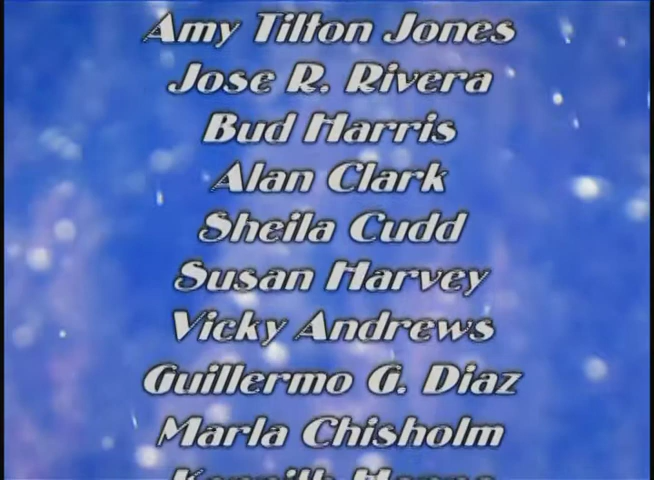 Amy Tilton Jones
Jose R. Rivera
Bud Harris
Alan Clark
Sheila Cudd
Susan Harvey
Vicky Andrews
Guillermo G. Diaz
Marla Chisholm